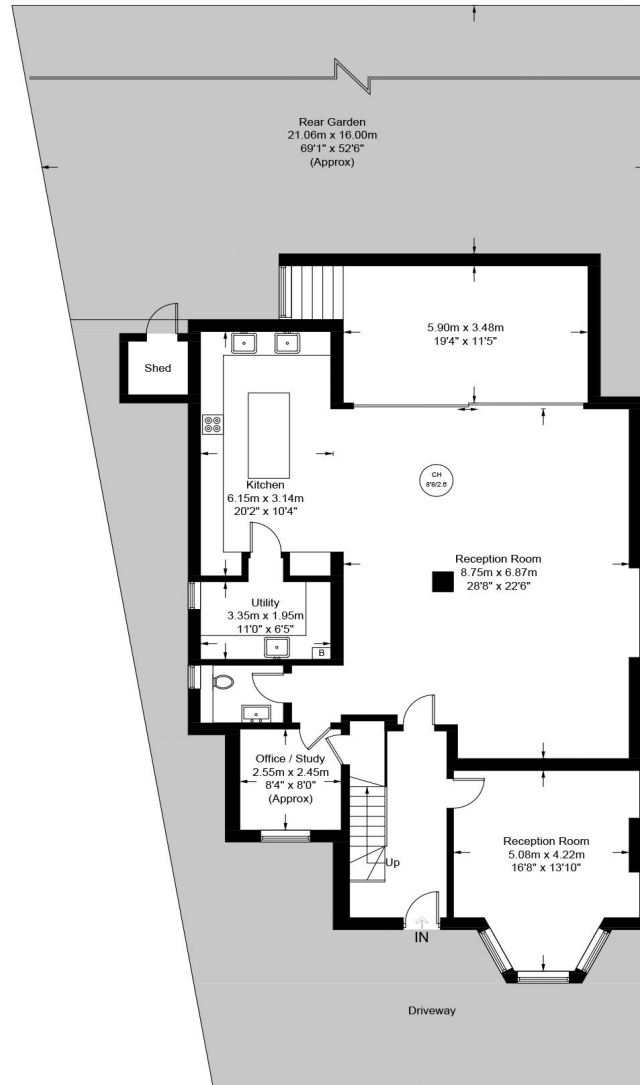 Rear Garden
21.06m x 16.00m
69'1" x 52'6"
(Approx)
5.90m x 3.48m
19'4" x 11'5"
Shed
Kitchen
6.15m x 3.14m
20'2" x 10'4"
CH
8'8/2.6
Reception Room
8.75m x 6.87m
28'8" x 22'6"
Utility
3.35m x 1.95m
11'0" x 6'5"
B
Office / Study
2.55m x 2.45m
8'4" x 8'0"
(Approx)
Reception Room
5.08m x 4.22m
16'8" x 13'10"
Up
IN
Driveway